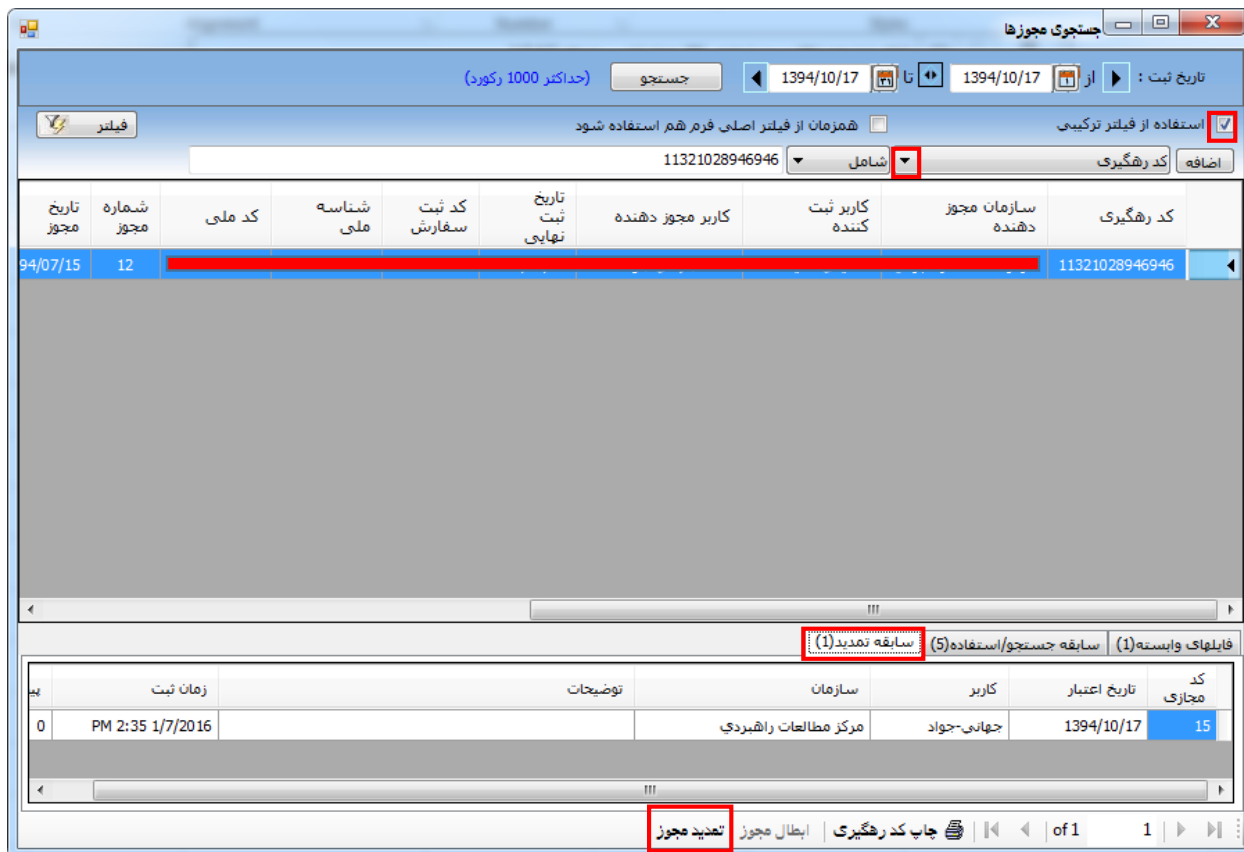 جستجوی مجوزها
تاریخ ثبت : از 1394/10/17 تا 1394/10/17 جستجو (حداکثر 1000 رکورد)
استفاده از فیلتر ترکیبی همزمان از فیلتر اصلی فرم هم استفاده شود فیلتر
اضافه کد رهگیری شامل 11321028946946
کد رهگیری سازمان مجوز دهنده کاربر ثبت کننده کاربر مجوز دهنده تاریخ ثبت نهایی کد ثبت سفارش شناسه ملی کد ملی شماره مجوز تاریخ مجوز
11321028946946 12 94/07/15
فایلهای وابسته(1) سابقه جستجو/استفاده(5) سابقه تمدید(1)
کد مجازی تاریخ اعتبار کاربر سازمان توضیحات زمان ثبت
15 1394/10/17 جهانی-جواد مرکز مطالعات راهبردي PM 2:35 1/7/2016 0
1 of 1 چاپ کد رهگیری ابطال مجوز تمدید مجوز